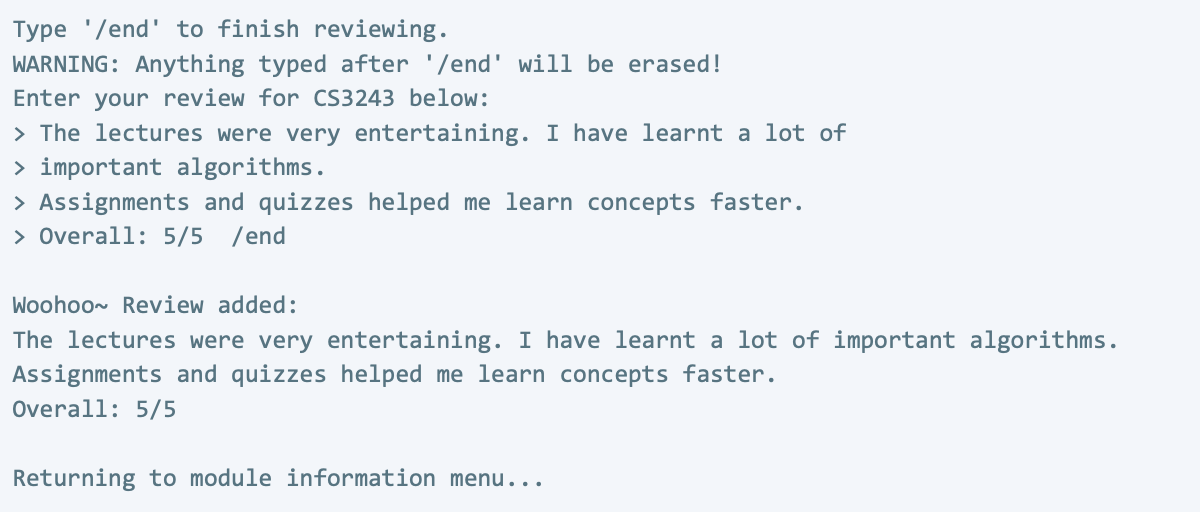 Type '/end' to finish reviewing.
WARNING: Anything typed after '/end' will be erased!
Enter your review for CS3243 below:
> The lectures were very entertaining. I have learnt a lot of
> important algorithms.
> Assignments and quizzes helped me learn concepts faster.
> Overall: 5/5  /end
Woohoo~ Review added:
The lectures were very entertaining. I have learnt a lot of important algorithms.
Assignments and quizzes helped me learn concepts faster.
Overall: 5/5
Returning to module information menu...